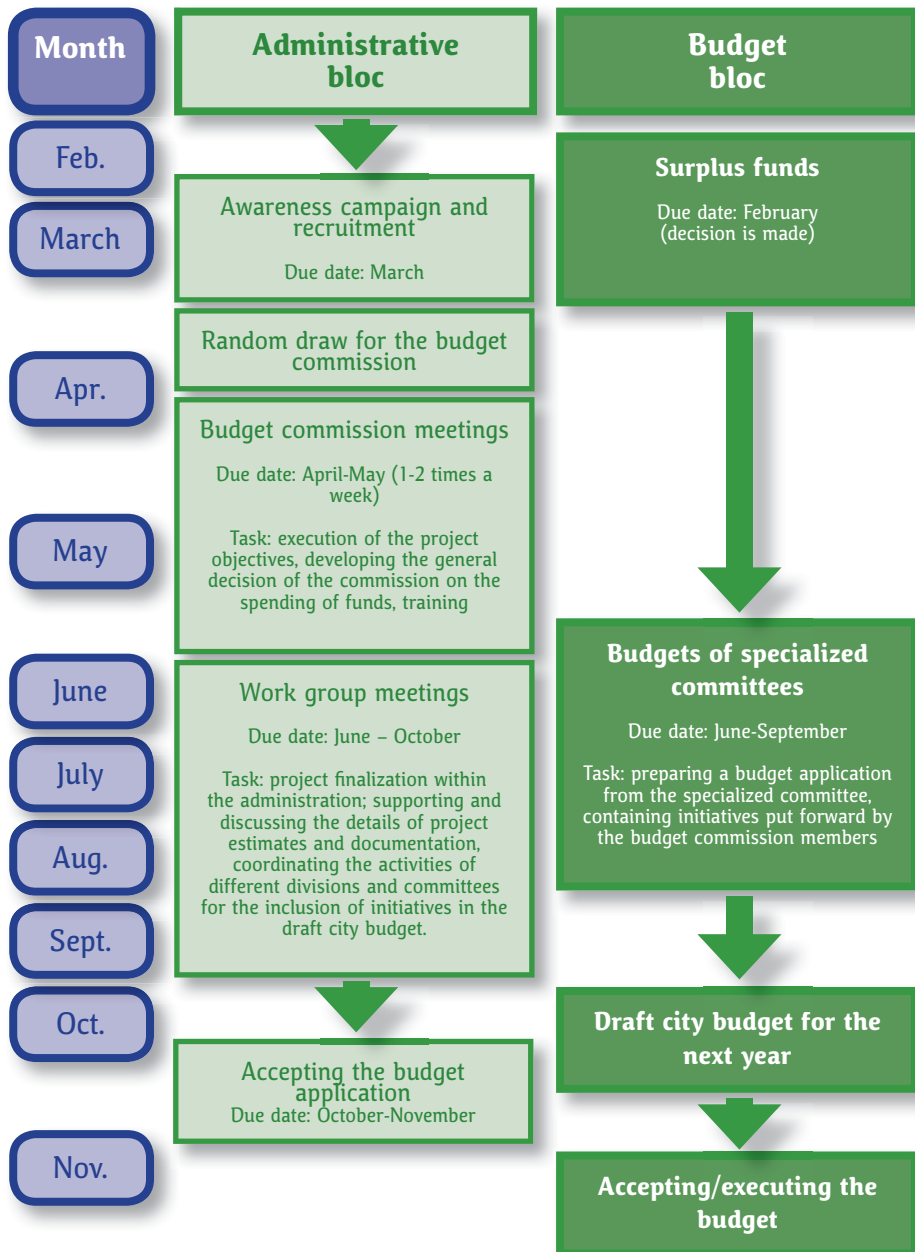 Month
Administrative
bloc
Budget
bloc
Feb.
March
Apr.
May
June
July
Aug.
Sept.
Oct.
Nov.
Awareness campaign and
recruitment
Due date: March
Random draw for the budget
commission
Budget commission meetings
Due date: April-May (1-2 times a
week)
Task: execution of the project
objectives, developing the general
decision of the commission on the
spending of funds, training
Work group meetings
Due date: June – October
Task: project finalization within
the administration; supporting and
discussing the details of project
estimates and documentation,
coordinating the activities of
different divisions and committees
for the inclusion of initiatives in the
draft city budget.
Accepting the budget
application
Due date: October-November
Surplus funds
Due date: February
(decision is made)
Budgets of specialized
committees
Due date: June-September
Task: preparing a budget application
from the specialized committee,
containing initiatives put forward by
the budget commission members
Draft city budget for the
next year
Accepting/executing the
budget